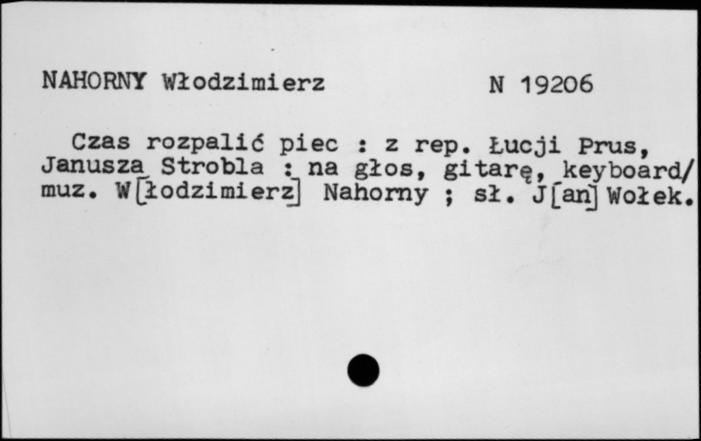 NAHORNY Włodzimierz N 19206
Czas rozpalić piec : z rep. Łucji Prus,
Janusza Strobla : na głos, gitarę, keyboard/
muz. W[łodzimierz] Nahorny ; sł. J[an] Wołek.